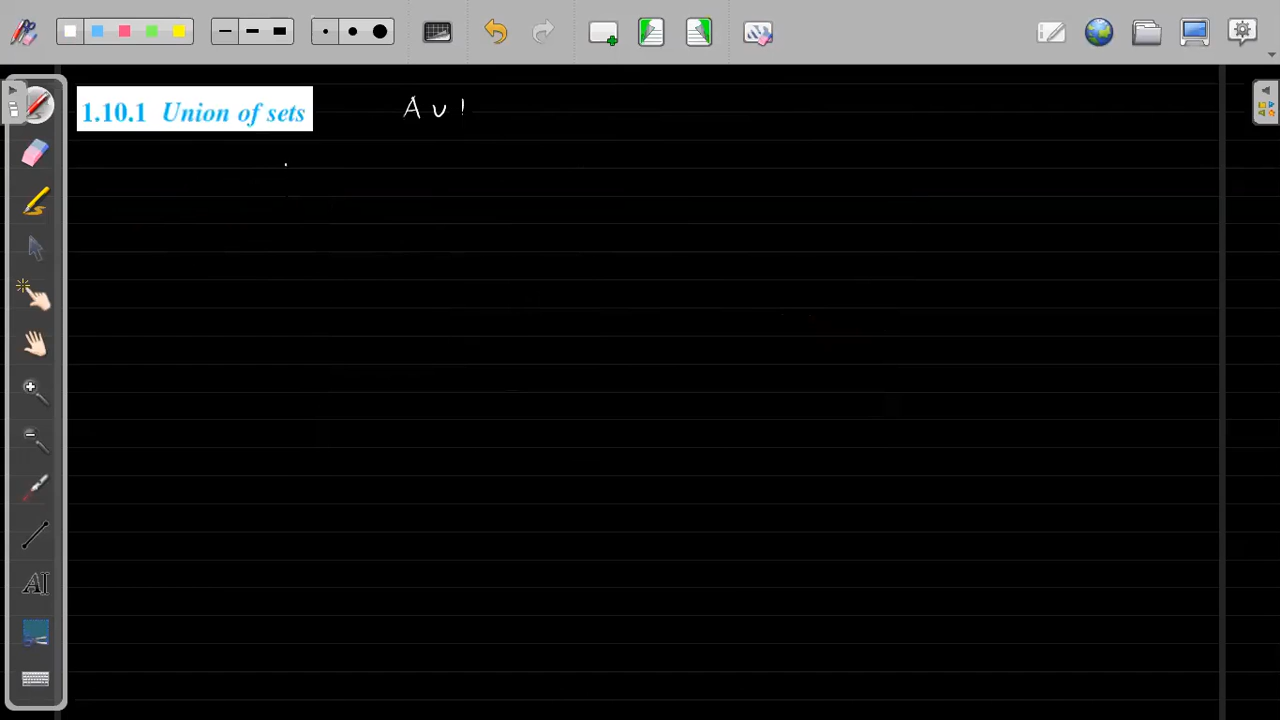 1.10.1 Union of sets
A ∪